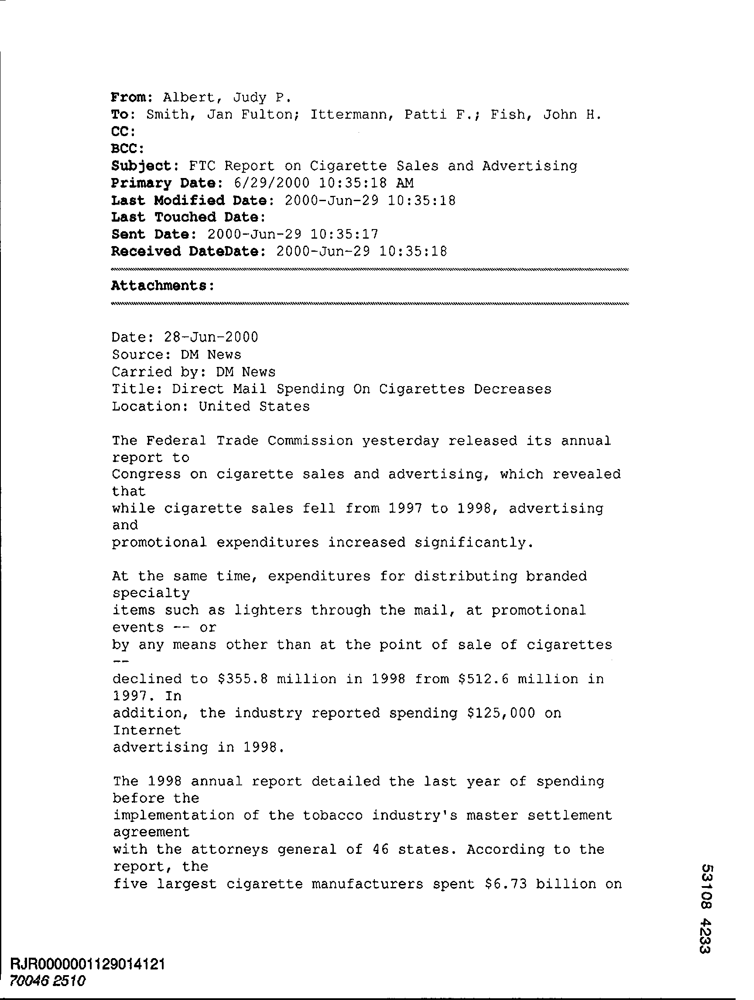 From: Albert, Judy P.
To: Smith, Jan Fulton; Ittermann, Patti F.; Fish, John H.
CC:
BCC:
Subject: FTC Report on Cigarette Sales and Advertising
Primary Date: 6/29/2000 10:35:18 AM
Last Modified Date: 2000-Jun-29 10:35:18
Last Touched Date:
Sent Date: 2000-Jun-29 10:35:17
Received DateDate: 2000-Jun-29 10:35:18
Attachments:
Date: 28-Jun-2000
Source: DM News
Carried by: DM News
Title: Direct Mail Spending On Cigarettes Decreases
Location: United States
The Federal Trade Commission yesterday released its annual
report to
Congress on cigarette sales and advertising, which revealed
that
while cigarette sales fell from 1997 to 1998, advertising
and
promotional expenditures increased significantly.
At the same time, expenditures for distributing branded
specialty
items such as lighters through the mail, at promotional
events -- or
by any means other than at the point of sale of cigarettes
--
declined to $355.8 million in 1998 from $512.6 million in
1997. In
addition, the industry reported spending $125,000 on
Internet
advertising in 1998.
The 1998 annual report detailed the last year of spending
before the
implementation of the tobacco industry's master settlement
agreement
with the attorneys general of 46 states. According to the
report, the
five largest cigarette manufacturers spent $6.73 billion on
53108 4233
RJR0000001129014121
70046 2510